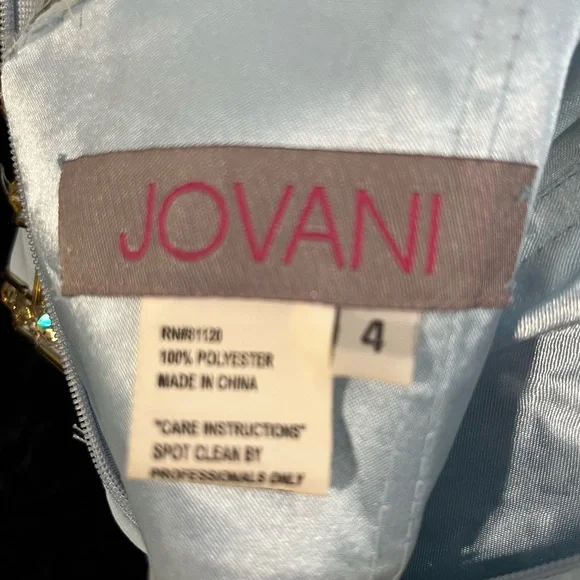 JOVANI
4
RN#81120
100% POLYESTER
MADE IN CHINA
"CARE INSTRUCTIONS"
SPOT CLEAN BY
PROFESSIONALS ONLY